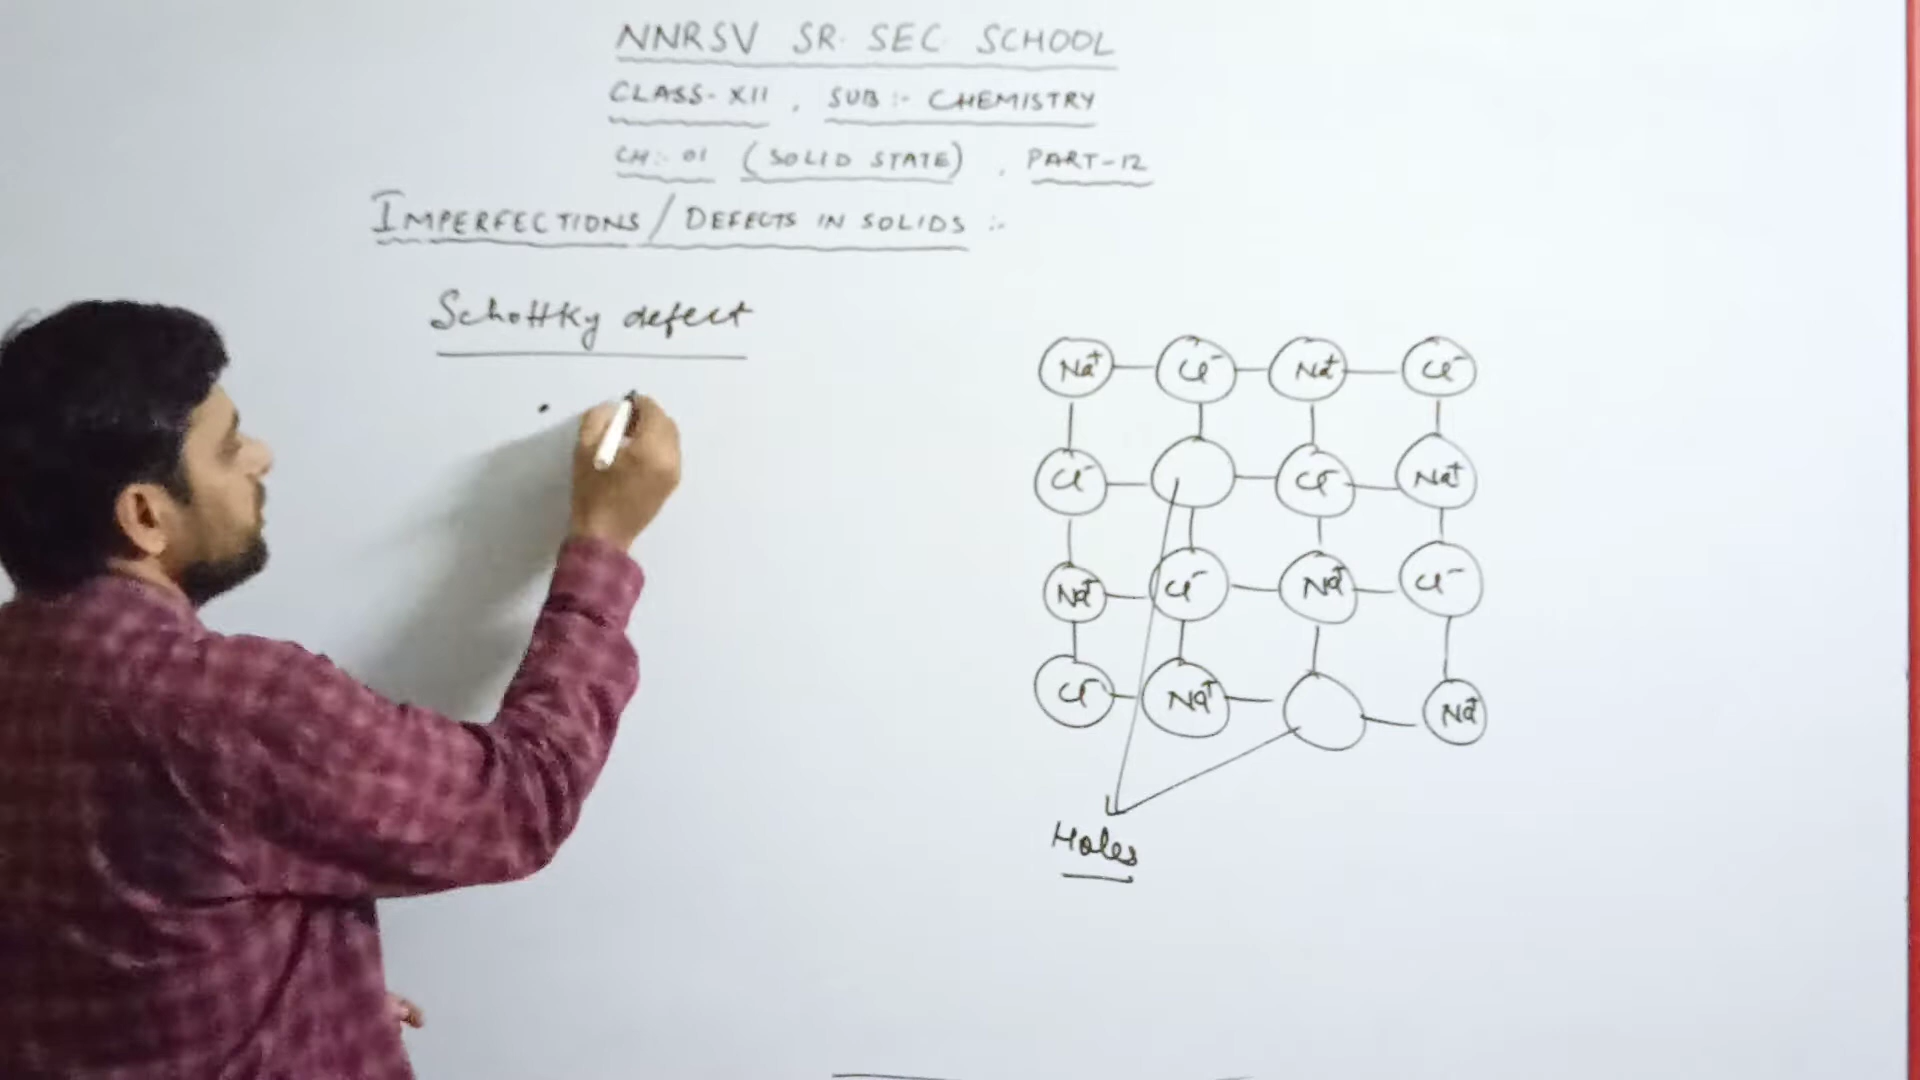 NNRSV SR. SEC SCHOOL
CLASS-XII , SUB :- CHEMISTRY
CH:- 01 (SOLID STATE) , PART-12
IMPERFECTIONS / DEFECTS IN SOLIDS :-
Schottky defect
Na⁺ Cl⁻ Na⁺ Cl⁻
Cl⁻ Cl⁻ Na⁺
Na⁺ Cl⁻ Na⁺ Cl⁻
Cl⁻ Na⁺ Na⁺
Holes